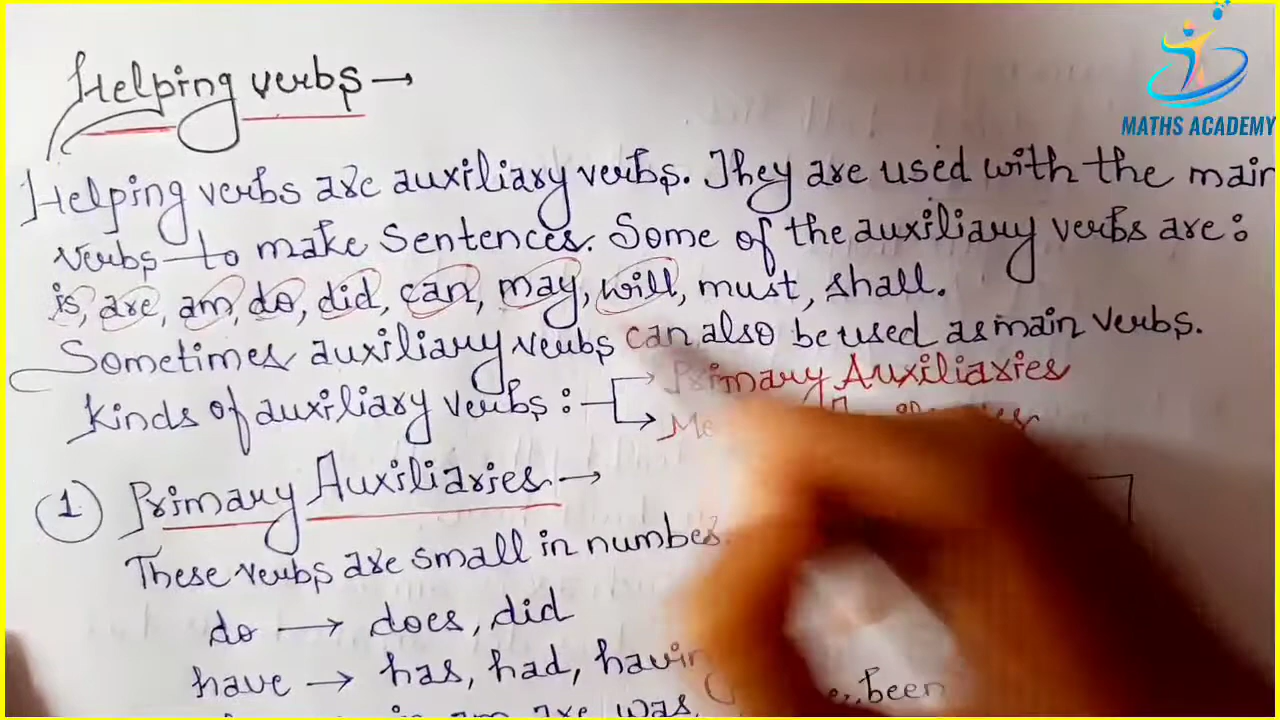 Helping verbs →
MATHS ACADEMY
Helping verbs are auxiliary verbs. They are used with the main
verbs to make sentences. Some of the auxiliary verbs are:
is, are, am, do, did, can, may, will, must, shall.
Sometimes auxiliary verbs can also be used as main verbs.
Kinds of auxiliary verbs: → Primary Auxiliaries
→
① Primary Auxiliaries →
These verbs are small in number.
do → does, did
have → has, had,
am are was, been